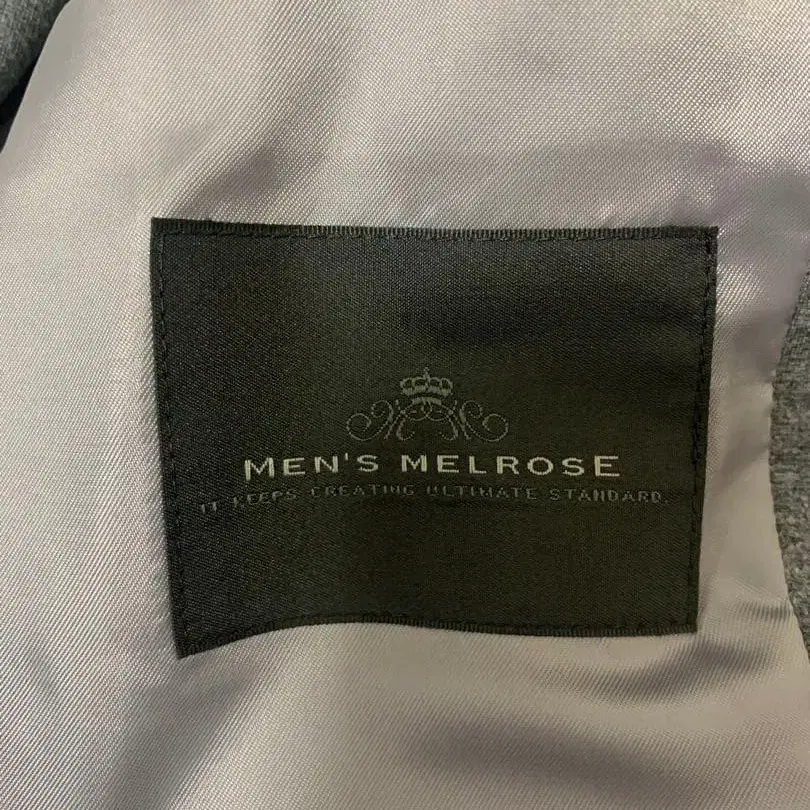 MEN'S MELROSE
IT KEEPS CREATING ULTIMATE STANDARD.